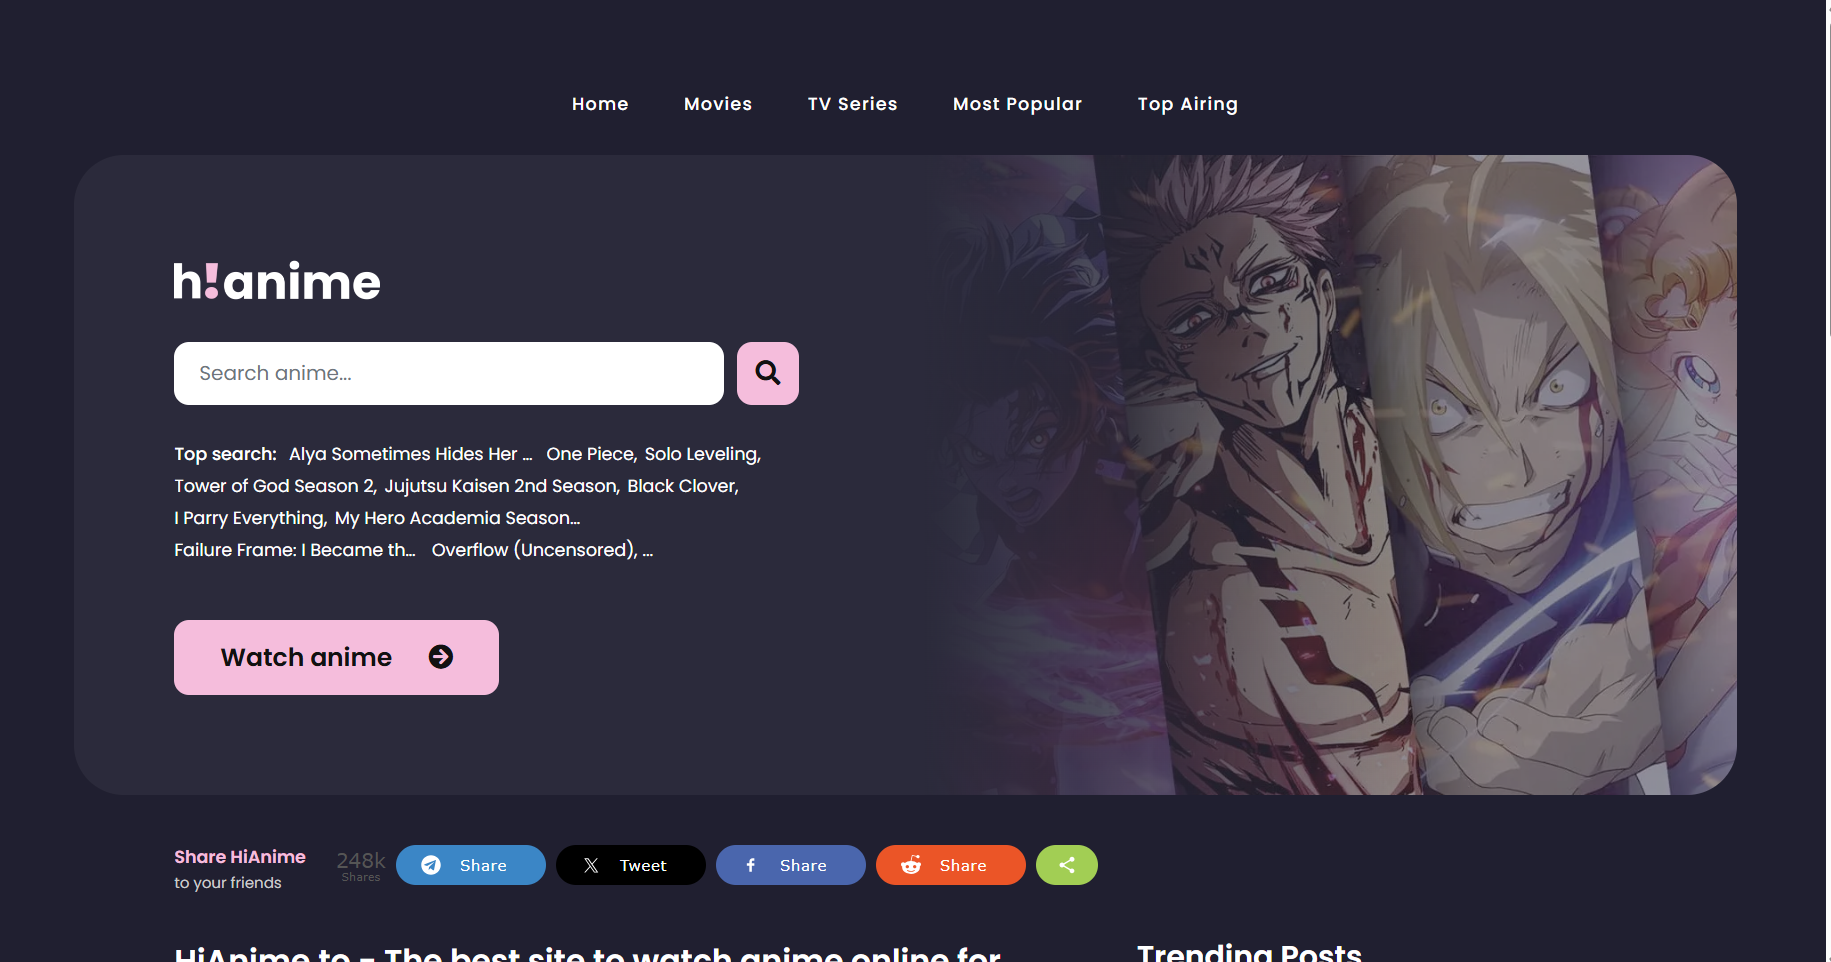 Home Movies TV Series Most Popular Top Airing
h!anime
Search anime...
Top search: Alya Sometimes Hides Her ... One Piece, Solo Leveling,
Tower of God Season 2, Jujutsu Kaisen 2nd Season, Black Clover,
I Parry Everything, My Hero Academia Season...
Failure Frame: I Became th... Overflow (Uncensored), ...
Watch anime
Share HiAnime
to your friends
248k
Shares
Share
Tweet
Share
Share
HiAnime.to - The best site to watch anime online for
Trending Posts